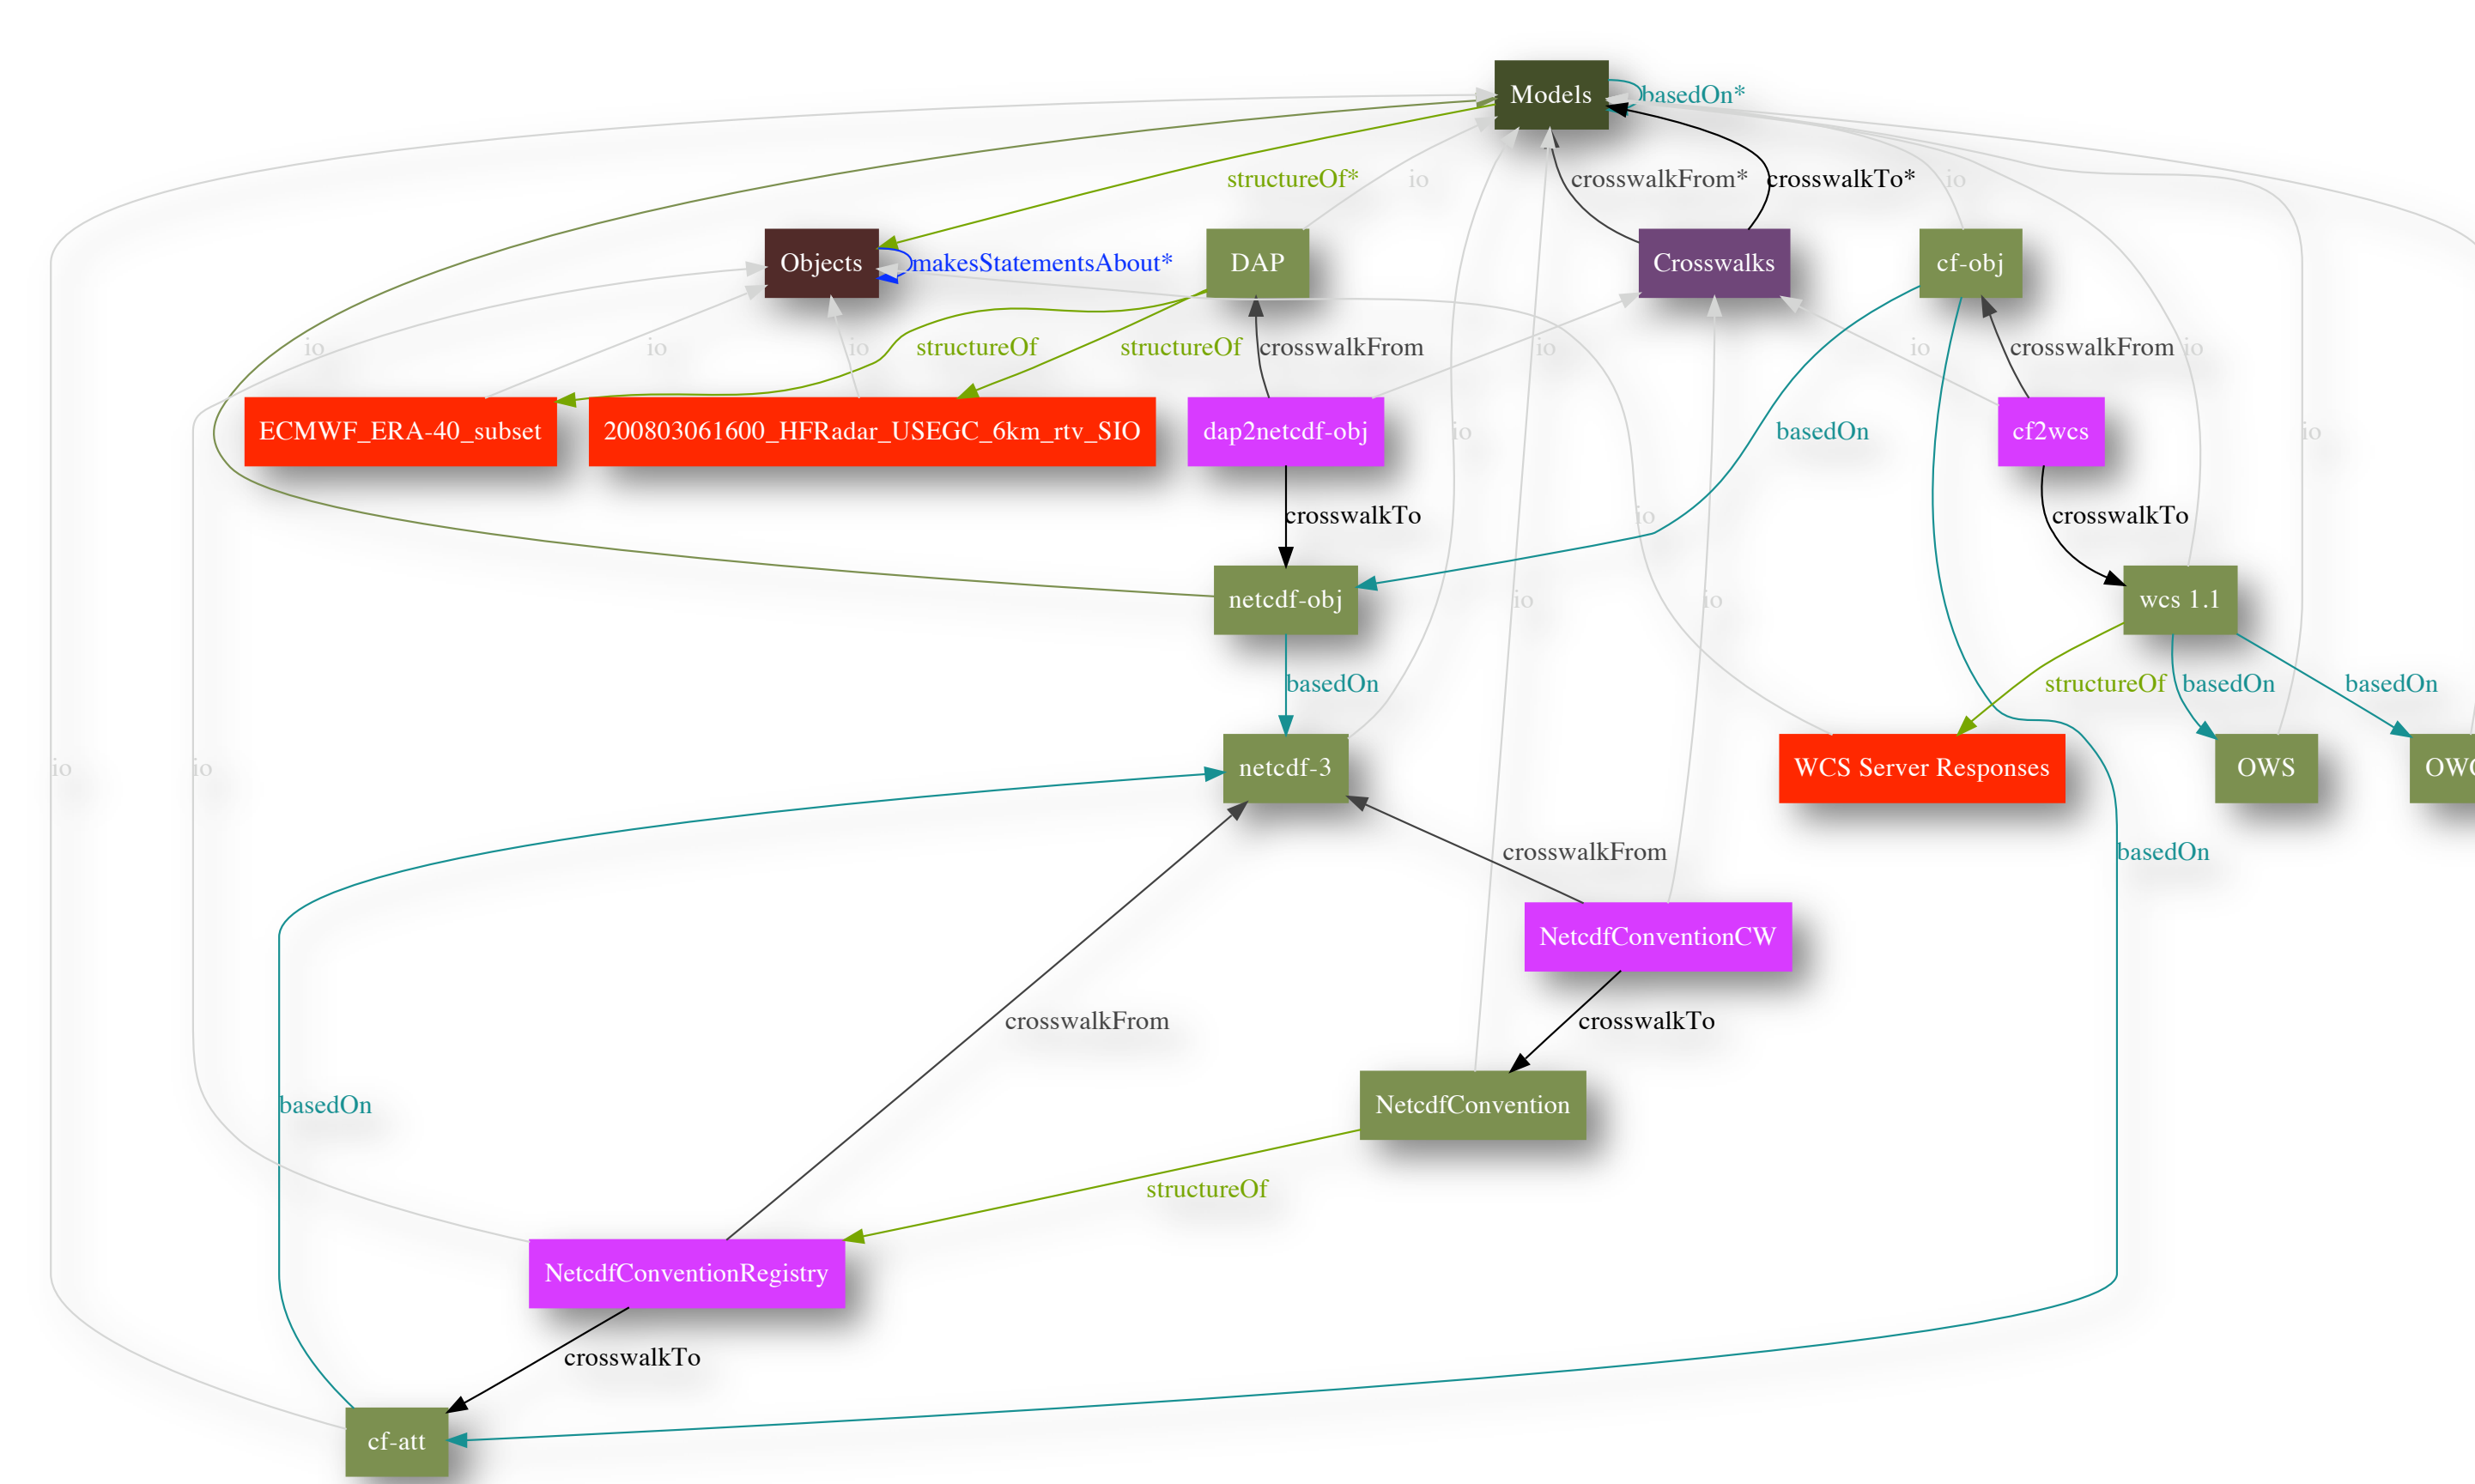 Models
basedOn*
structureOf*
io
crosswalkFrom*
crosswalkTo*
io
Objects
makesStatementsAbout*
DAP
Crosswalks
cf-obj
io
io
io
structureOf
structureOf
crosswalkFrom
io
io
crosswalkFrom
io
ECMWF_ERA-40_subset
200803061600_HFRadar_USEGC_6km_rtv_SIO
dap2netcdf-obj
io
basedOn
cf2wcs
io
crosswalkTo
io
crosswalkTo
netcdf-obj
io
io
wcs 1.1
basedOn
structureOf
basedOn
basedOn
io
io
netcdf-3
WCS Server Responses
OWS
crosswalkFrom
basedOn
NetcdfConventionCW
crosswalkFrom
crosswalkTo
basedOn
NetcdfConvention
structureOf
NetcdfConventionRegistry
crosswalkTo
cf-att